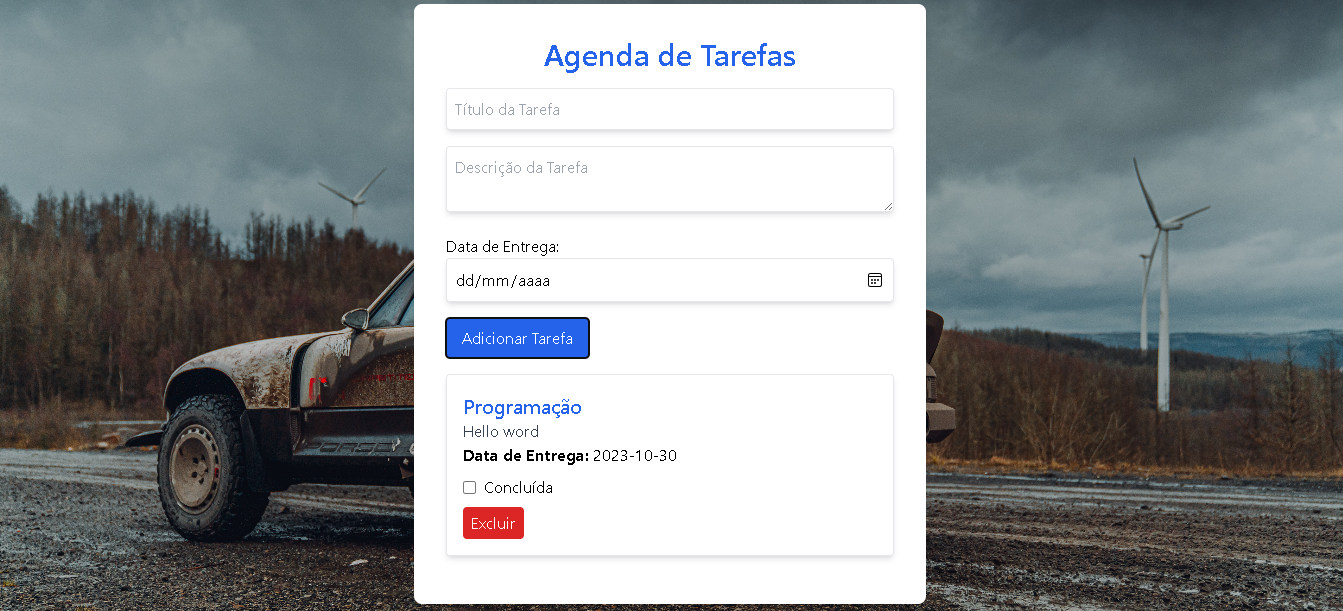 Agenda de Tarefas
Título da Tarefa
Descrição da Tarefa
Data de Entrega:
dd/mm/aaaa
Adicionar Tarefa
Programação
Hello word
Data de Entrega: 2023-10-30
Concluída
Excluir